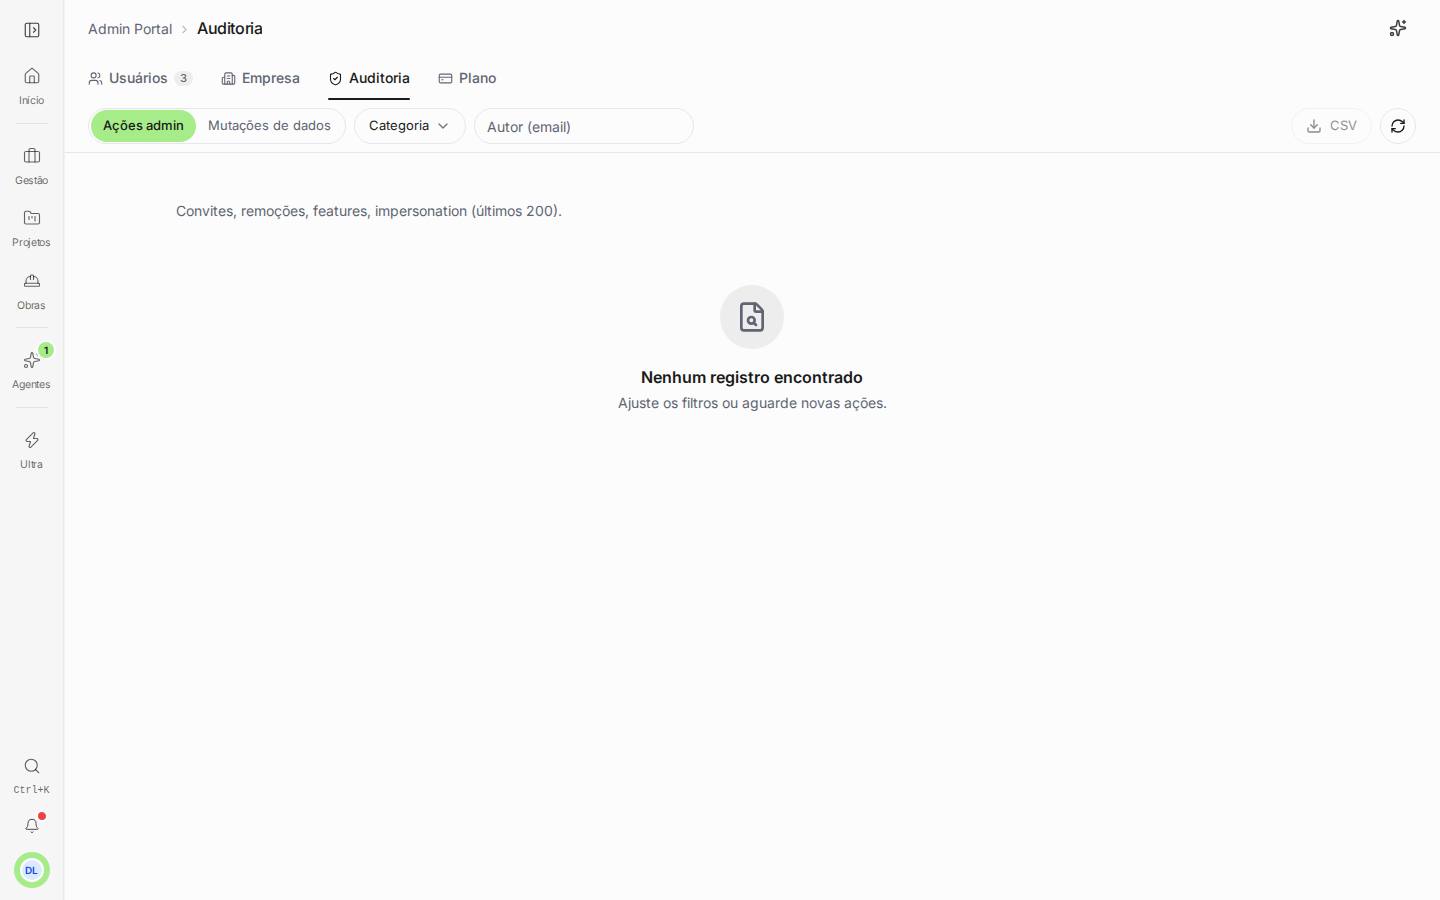 Admin Portal > Auditoria
Início
Usuários 3 Empresa Auditoria Plano
Ações admin Mutações de dados Categoria Autor (email) CSV
Gestão
Convites, remoções, features, impersonation (últimos 200).
Projetos
Obras
1
Agentes
Nenhum registro encontrado
Ajuste os filtros ou aguarde novas ações.
Ultra
Ctrl+K
DL